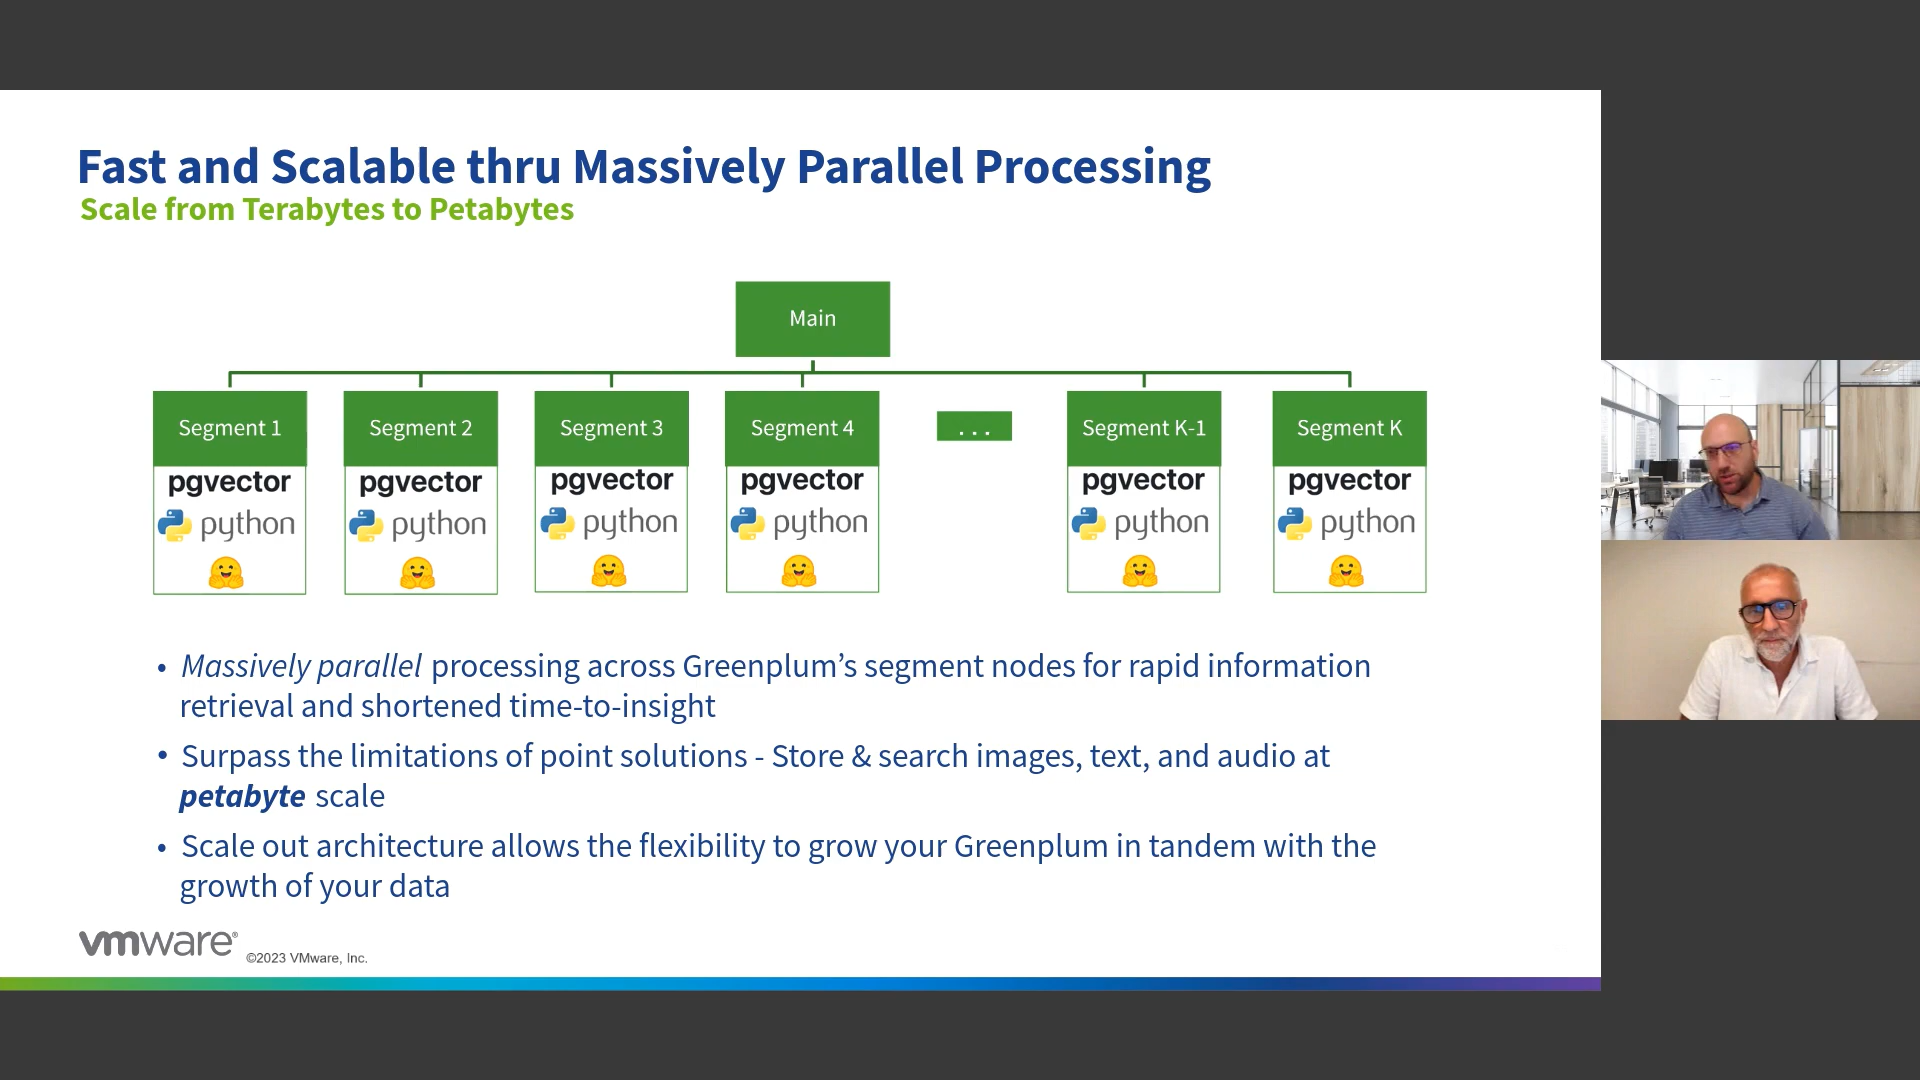 Fast and Scalable thru Massively Parallel Processing
Scale from Terabytes to Petabytes
Main
Segment 1
Segment 2
Segment 3
Segment 4
...
Segment K-1
Segment K
pgvector
pgvector
pgvector
pgvector
pgvector
pgvector
python
python
python
python
python
python
• Massively parallel processing across Greenplum’s segment nodes for rapid information
retrieval and shortened time-to-insight
• Surpass the limitations of point solutions - Store & search images, text, and audio at
petabyte scale
• Scale out architecture allows the flexibility to grow your Greenplum in tandem with the
growth of your data
vmware®
©2023 VMware, Inc.